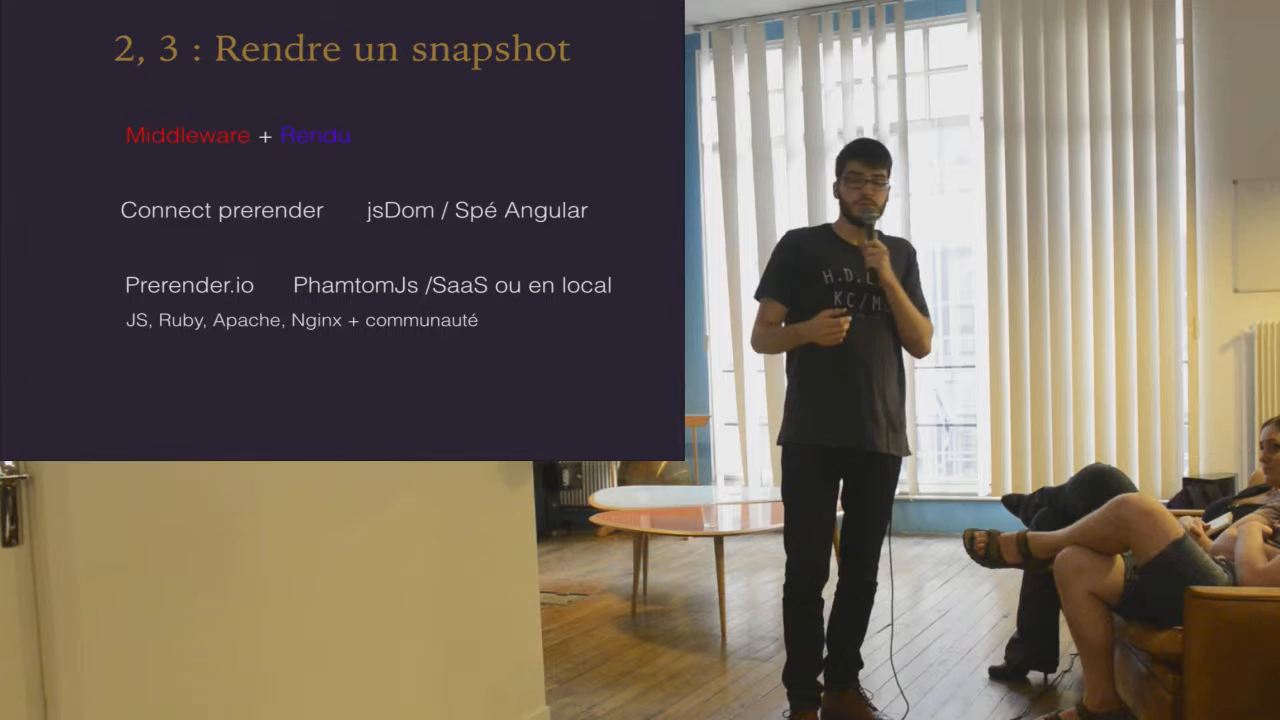 2, 3 : Rendre un snapshot
Middleware + Rendu
Connect prerender jsDom / Spé Angular
Prerender.io PhamtomJs /SaaS ou en local
JS, Ruby, Apache, Nginx + communauté
H.D.L
KC/M